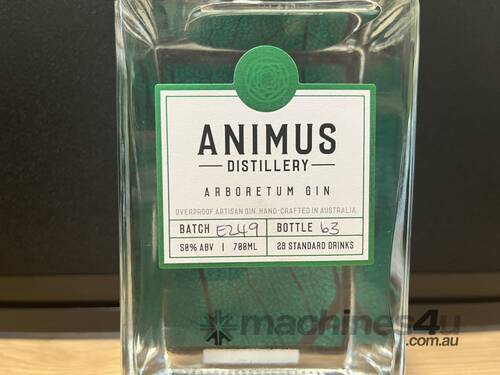 ANIMUS
DISTILLERY
ARBORETUM GIN
OVERPROOF ARTISAN GIN, HAND-CRAFTED IN AUSTRALIA
BATCH E249 BOTTLE 63
50% ABV | 700ML 28 STANDARD DRINKS
machines4u
.com.au